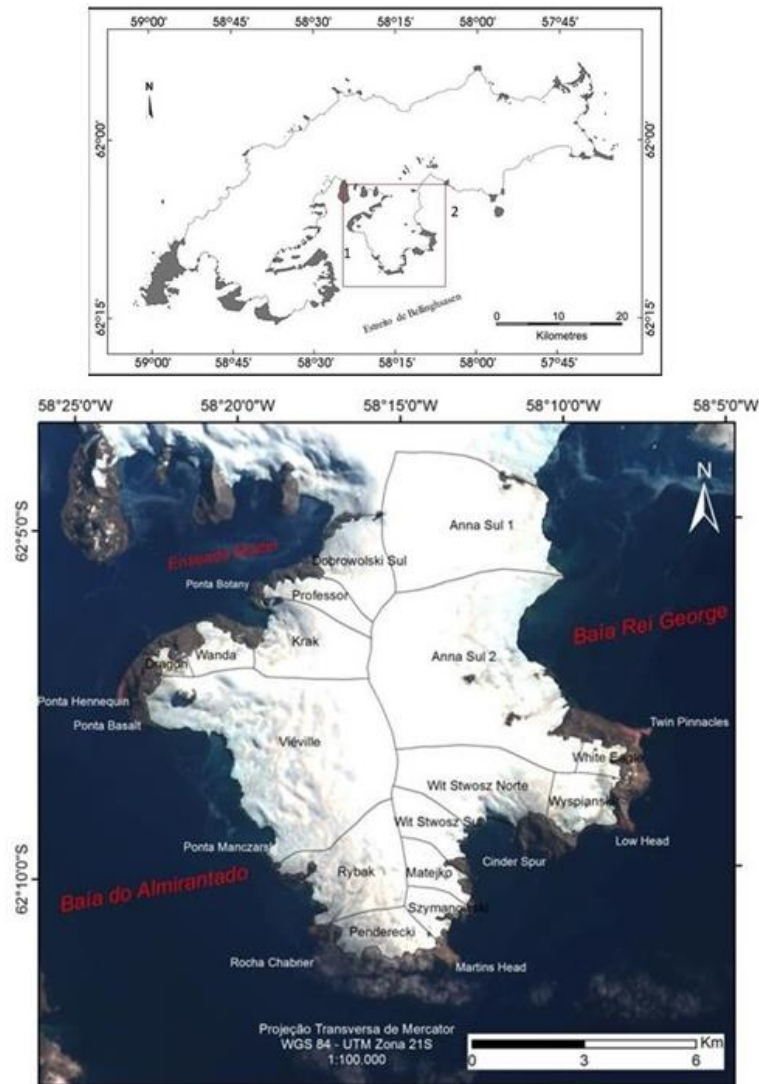 59°00' 58°45' 58°30' 58°15' 58°00' 57°45'
N
62°00' 62°00'
2
1
62°15' 62°15'
Estreito de Bellinghausen
0 10 20
Kilometres
59°00' 58°45' 58°30' 58°15' 58°00' 57°45'
58°25'0"W 58°20'0"W 58°15'0"W 58°10'0"W 58°5'0"W
N
62°5'0"S
Anna Sul 1
Enseada
Dobrowolski Sul
Ponta Botany
Professor
Baía Rei George
Krak
Wanda
Anna Sul 2
Dragon
Ponta Hennequin
Twin Pinnacles
Ponta Basalt
Viéville
White Eagle
Wit Stwosz Norte
Wyspianski
Wit Stwosz Sul
Low Head
Ponta Manczarski
Cinder Spur
62°10'0"S
Rybak
Matejko
Baía do Almirantado
Szymanowski
Penderecki
Rocha Chabrier
Martins Head
Projeção Transversa de Mercator
WGS 84 - UTM Zona 21S
1:100.000
Km
0 3 6